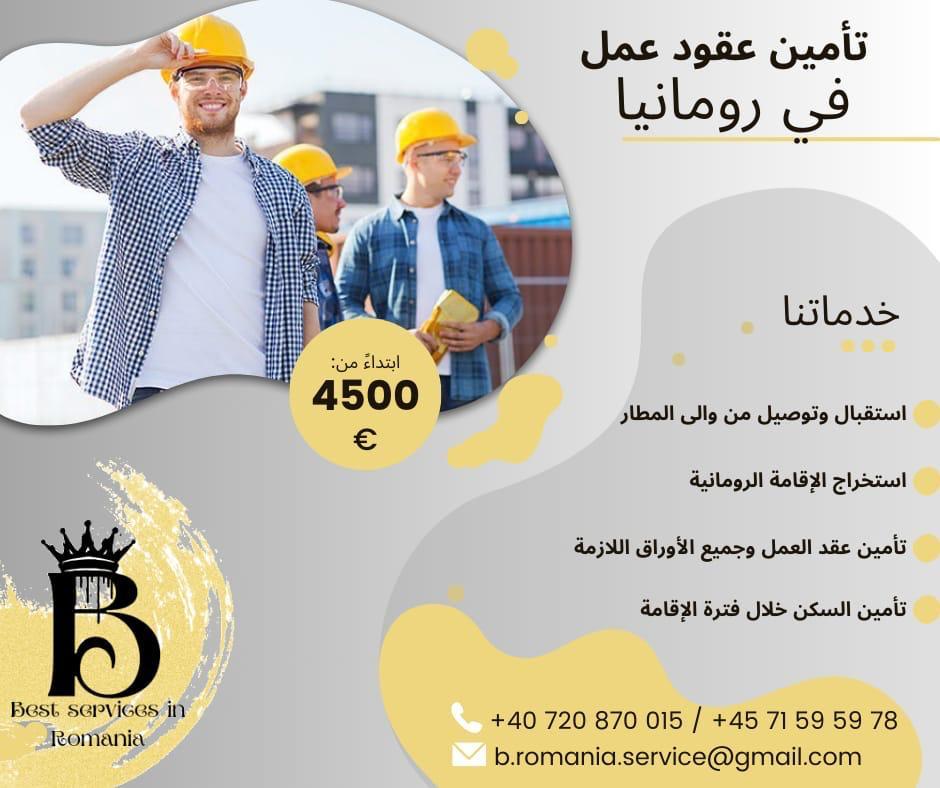 تأمين عقود عمل
في رومانيا
ابتداءً من:
4500
€
خدماتنا
استقبال وتوصيل من والى المطار
استخراج الإقامة الرومانية
تأمين عقد العمل وجميع الأوراق اللازمة
تأمين السكن خلال فترة الإقامة
B
Best services in
Romania
+40 720 870 015 / +45 71 59 59 78
b.romania.service@gmail.com